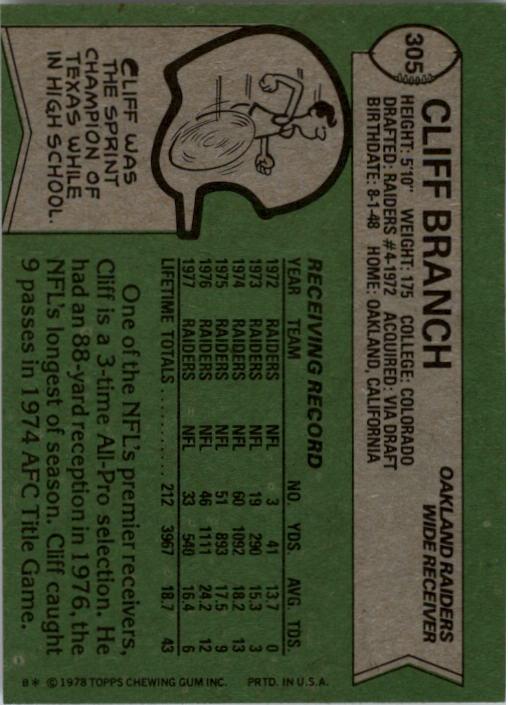 305
CLIFF BRANCH
OAKLAND RAIDERS
WIDE RECEIVER
HEIGHT: 5'10" WEIGHT: 175 COLLEGE: COLORADO
DRAFTED: RAIDERS #4-1972 ACQUIRED: VIA DRAFT
BIRTHDATE: 8-1-48 HOME: OAKLAND, CALIFORNIA
CLIFF WAS
THE SPRINT
CHAMPION OF
TEXAS WHILE
IN HIGH SCHOOL.
RECEIVING RECORD
YEAR TEAM NO. YDS. AVG. TDS.
1972 RAIDERS NFL 3 41 13.7 0
1973 RAIDERS NFL 19 290 15.3 3
1974 RAIDERS NFL 60 1092 18.2 13
1975 RAIDERS NFL 51 893 17.5 9
1976 RAIDERS NFL 46 1111 24.2 12
1977 RAIDERS NFL 33 540 16.4 6
LIFETIME TOTALS .......... 212 3967 18.7 43
One of the NFL's premier receivers,
Cliff is a 3-time All-Pro selection. He
had an 88-yard reception in 1976, the
NFL's longest of season. Cliff caught
9 passes in 1974 AFC Title Game.
B* © 1978 TOPPS CHEWING GUM INC. PRTD. IN U.S.A.